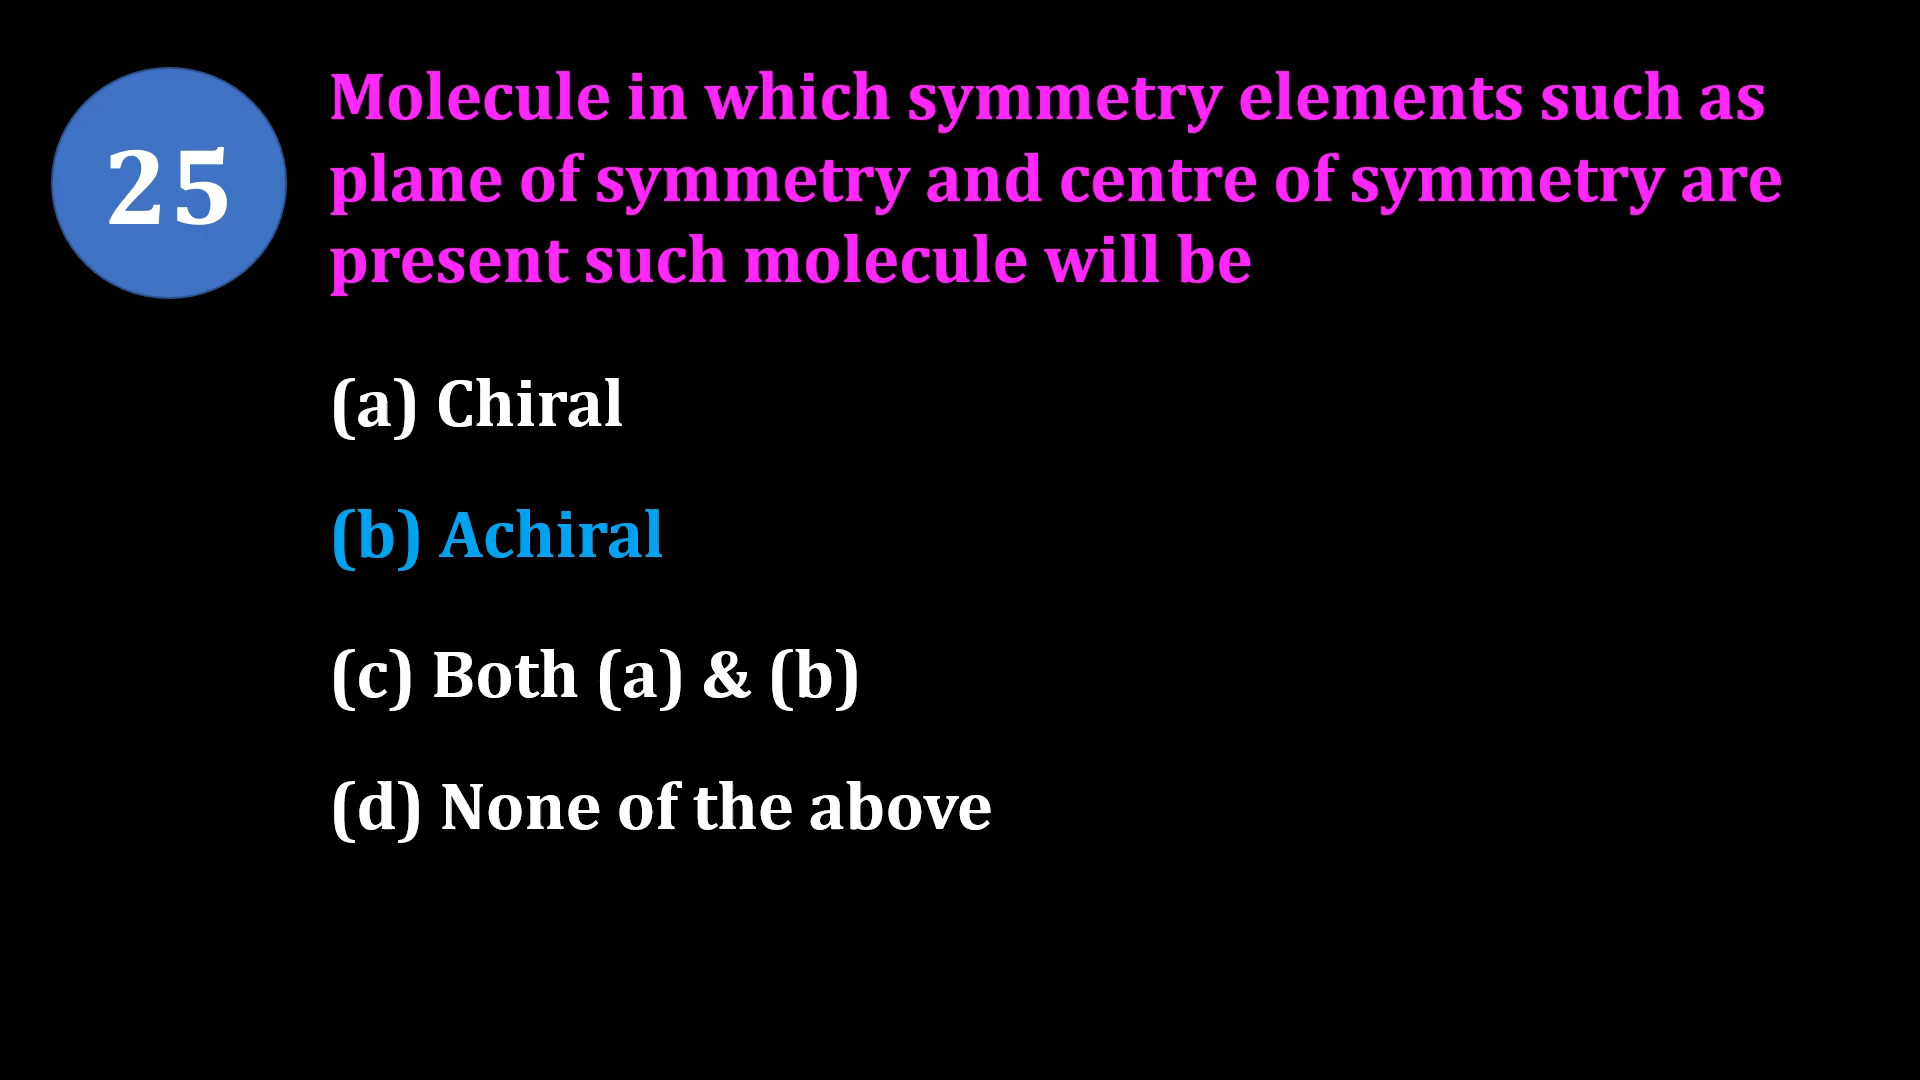 25
Molecule in which symmetry elements such as
plane of symmetry and centre of symmetry are
present such molecule will be
(a) Chiral
(b) Achiral
(c) Both (a) & (b)
(d) None of the above